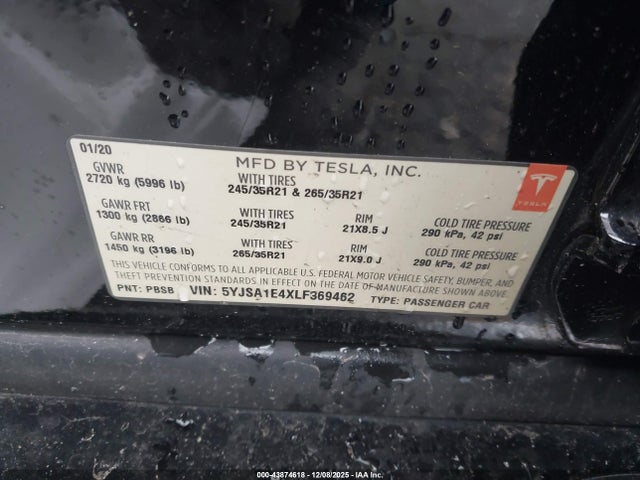 01/20
MFD BY TESLA, INC.
TESLA
GVWR
2720 kg (5996 lb)
WITH TIRES
245/35R21 & 265/35R21
GAWR FRT
1300 kg (2866 lb)
WITH TIRES
245/35R21
RIM
21X8.5 J
COLD TIRE PRESSURE
290 kPa, 42 psi
GAWR RR
1450 kg (3196 lb)
WITH TIRES
265/35R21
RIM
21X9.0 J
COLD TIRE PRESSURE
290 kPa, 42 psi
THIS VEHICLE CONFORMS TO ALL APPLICABLE U.S. FEDERAL MOTOR VEHICLE SAFETY, BUMPER, AND
THEFT PREVENTION STANDARDS IN EFFECT ON THE DATE OF MANUFACTURE SHOWN ABOVE.
PNT: PBSB VIN: 5YJSA1E4XLF369462 TYPE: PASSENGER CAR
000-43874618 - 12/08/2025 - IAA Inc.